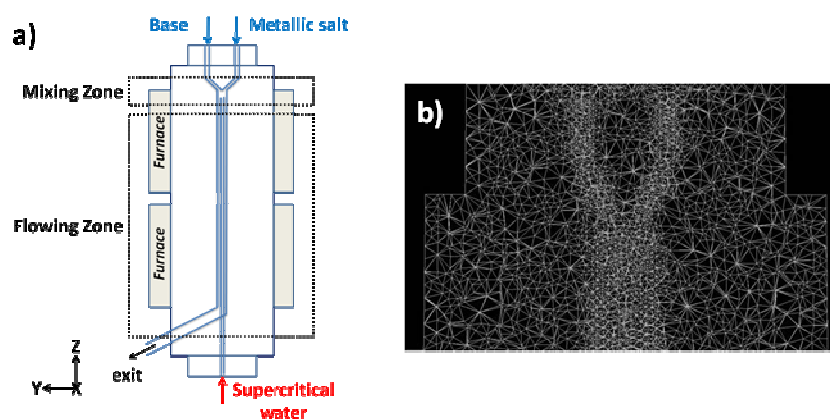 a)
Base
Metallic salt
Mixing Zone
Furnace
Flowing Zone
Furnace
Z
Y
X
exit
Supercritical
water
b)